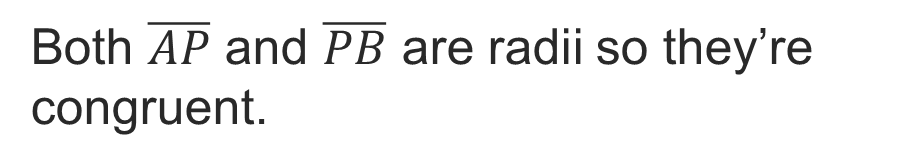 Both AP and PB are radii so they’re
congruent.